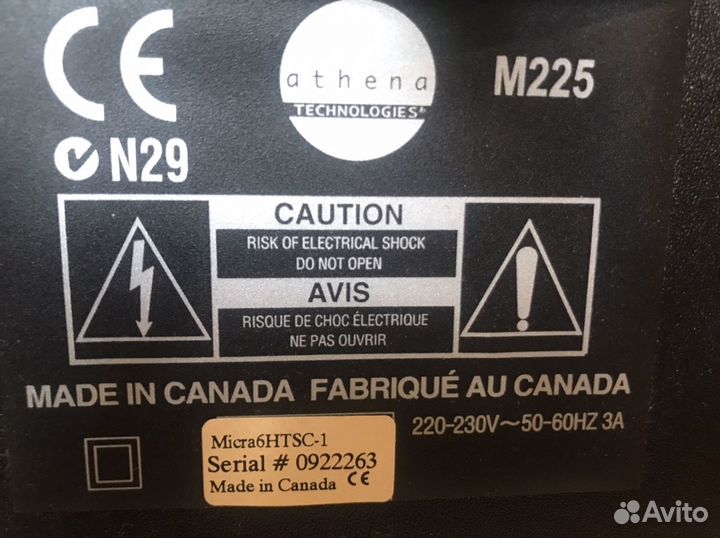 CE
athena
TECHNOLOGIES®
M225
N29
CAUTION
RISK OF ELECTRICAL SHOCK
DO NOT OPEN
AVIS
RISQUE DE CHOC ÉLECTRIQUE
NE PAS OUVRIR
MADE IN CANADA FABRIQUÉ AU CANADA
220-230V~50-60HZ 3A
Micra6HTSC-1
Serial # 0922263
Made in Canada CE
Avito